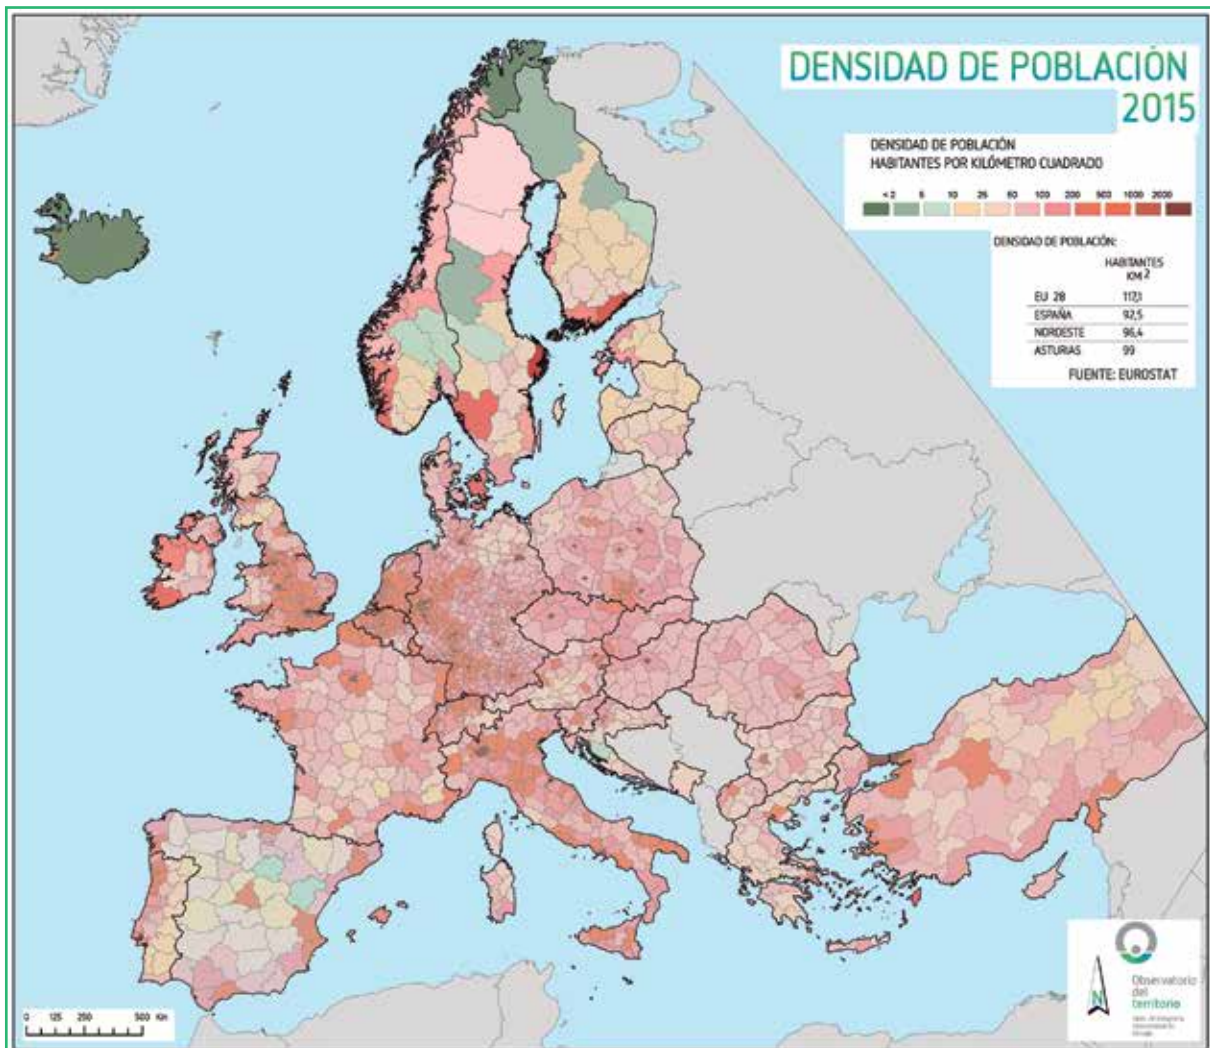 DENSIDAD DE POBLACIÓN
2015
DENSIDAD DE POBLACIÓN
HABITANTES POR KILÓMETRO CUADRADO
< 2 5 10 25 50 100 200 500 1000 2000
DENSIDAD DE POBLACIÓN:
HABITANTES
KM 2
EU 28 117,1
ESPAÑA 92,5
NOROESTE 96,4
ASTURIAS 99
FUENTE: EUROSTAT
N
Observatorio
del
territorio
0 125 250 500 Km